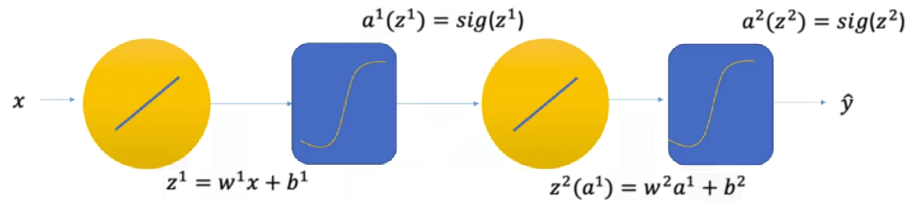 a¹(z¹) = sig(z¹)
a²(z²) = sig(z²)
x
ŷ
z¹ = w¹x + b¹
z²(a¹) = w²a¹ + b²